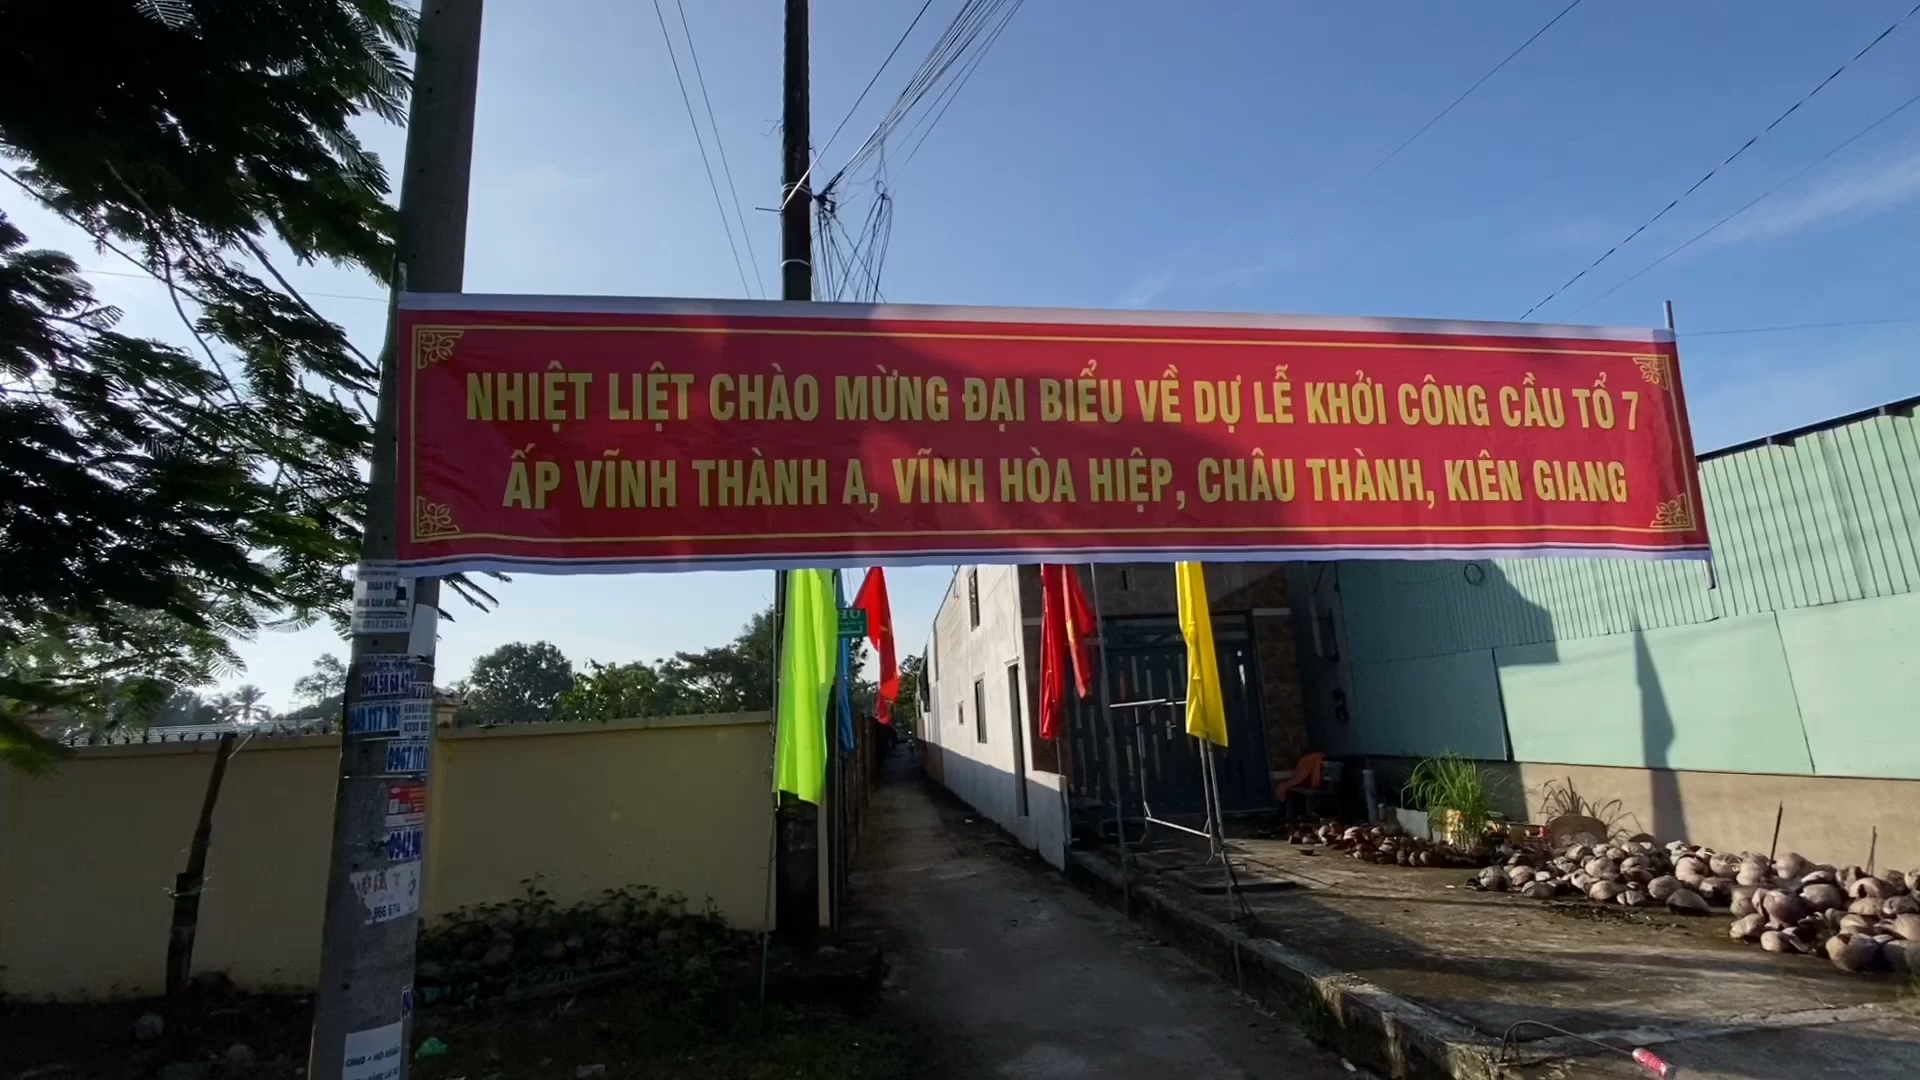 NHIỆT LIỆT CHÀO MỪNG ĐẠI BIỂU VỀ DỰ LỄ KHỞI CÔNG CẦU TỔ 7
ẤP VĨNH THÀNH A, VĨNH HÒA HIỆP, CHÂU THÀNH, KIÊN GIANG